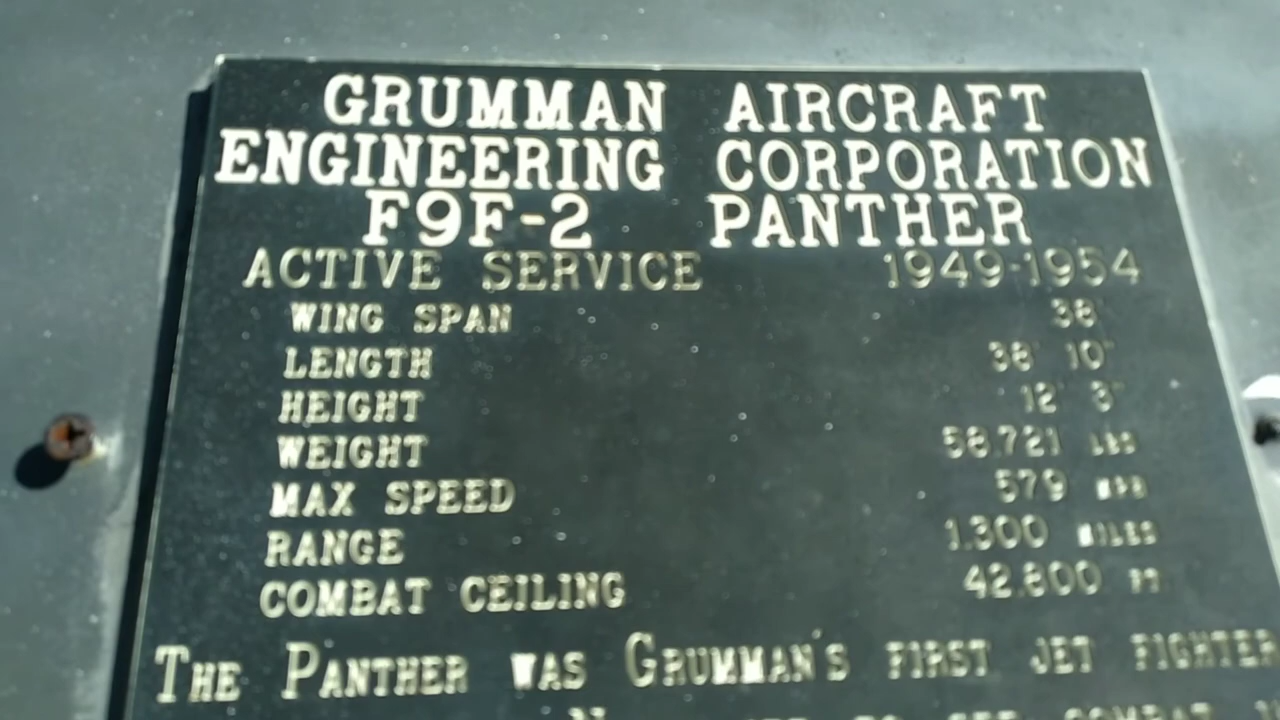 GRUMMAN AIRCRAFT
ENGINEERING CORPORATION
F9F-2 PANTHER
ACTIVE SERVICE 1949-1954
WING SPAN 38'
LENGTH 38' 10"
HEIGHT 12' 3"
WEIGHT 58,721 LBS
MAX SPEED 579 MPH
RANGE 1,300 MILES
COMBAT CEILING 42,800 FT
THE PANTHER WAS GRUMMAN'S FIRST JET FIGHTER